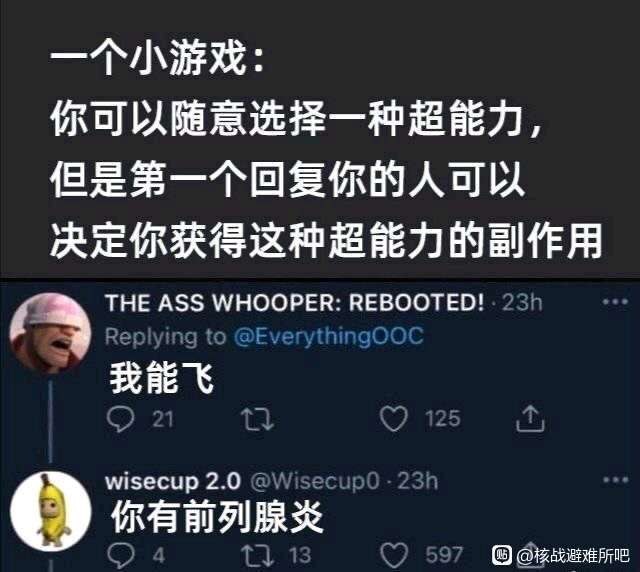 一个小游戏：
你可以随意选择一种超能力，
但是第一个回复你的人可以
决定你获得这种超能力的副作用
THE ASS WHOOPER: REBOOTED! · 23h
Replying to @EverythingOOC
我能飞
21
125
wisecup 2.0 @Wisecup0 · 23h
你有前列腺炎
4
13
597
贴 @核战避难所吧